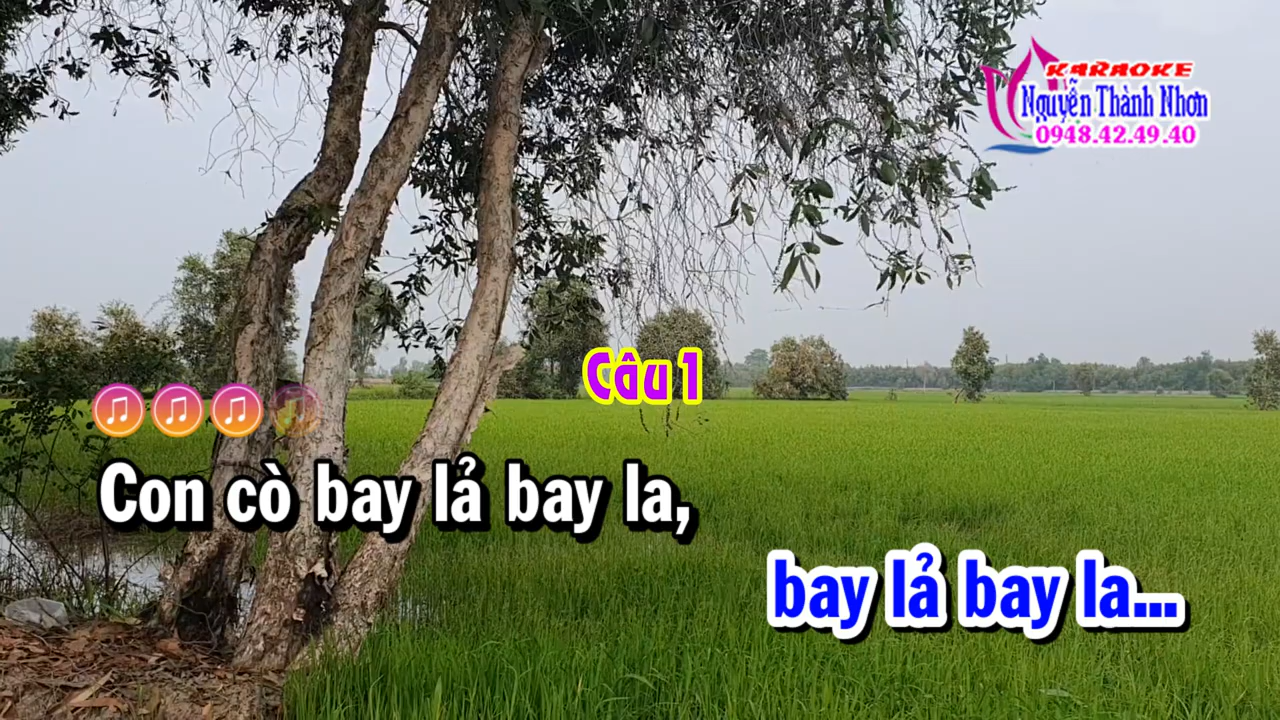 KARAOKE
Nguyễn Thành Nhơn
0948.42.49.40
Câu 1
Con cò bay lả bay la,
bay lả bay la...